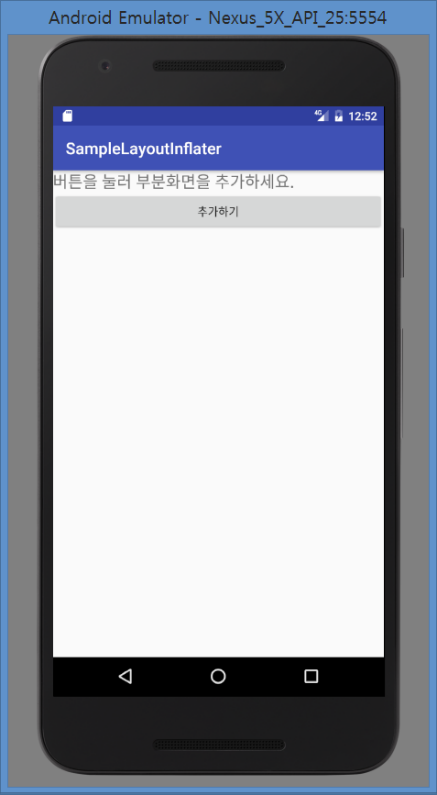 Android Emulator - Nexus_5X_API_25:5554
4G 12:52
SampleLayoutInflater
버튼을 눌러 부분화면을 추가하세요.
추가하기